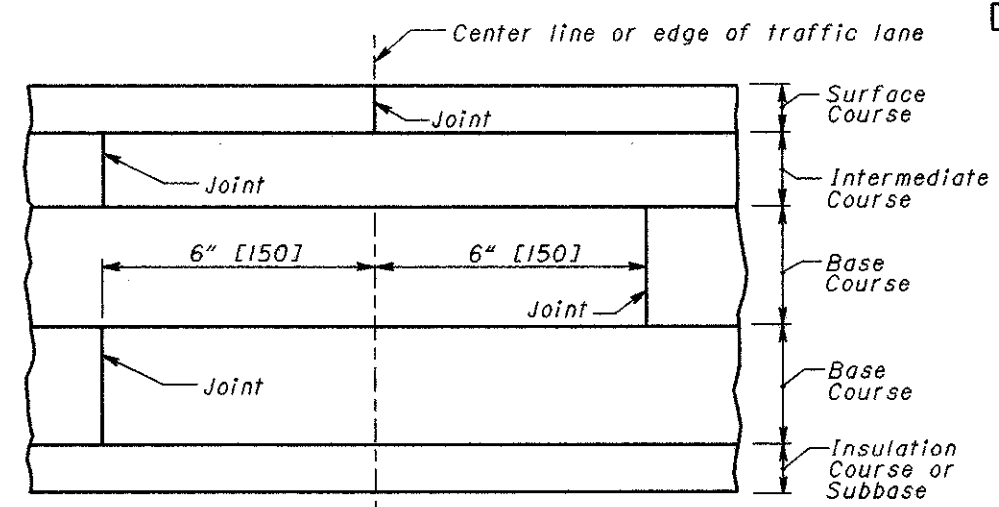 Center line or edge of traffic lane
Surface
Course
Joint
Intermediate
Course
Joint
6" [150]
6" [150]
Base
Course
Joint
Base
Course
Joint
Insulation
Course or
Subbase